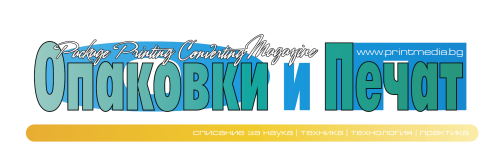 Package Printing Converting Magazine
www.printmedia.bg
Опаковки и Печат
списание за наука | техника | технология | практика